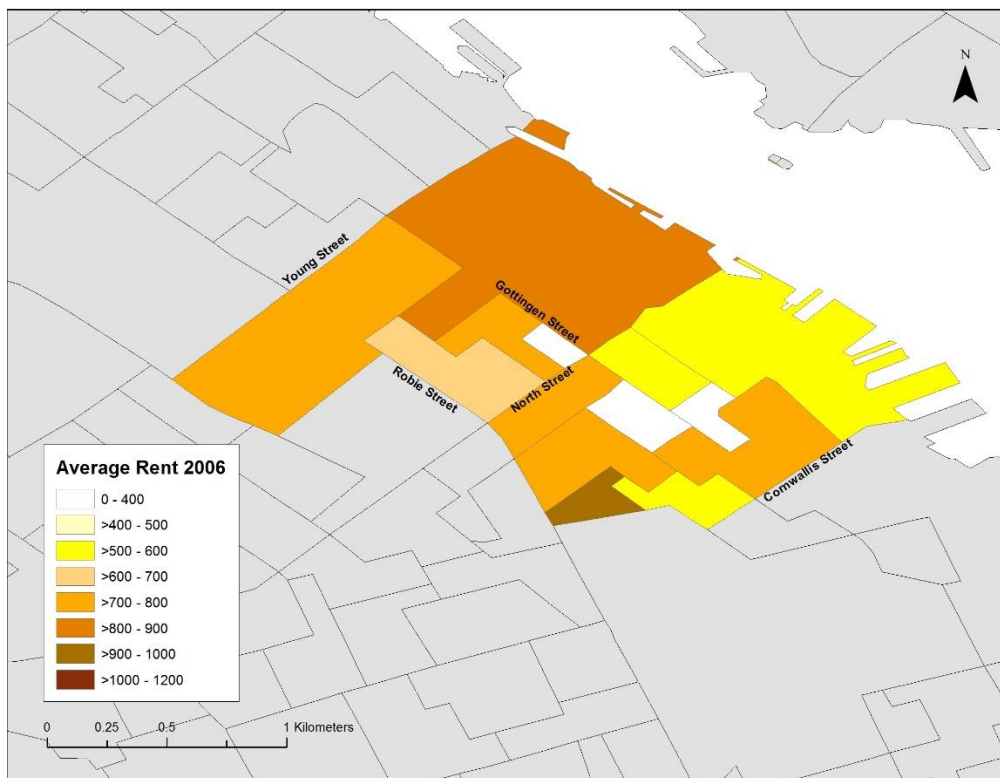 N
Young Street
Gottingen Street
North Street
Robie Street
Cornwallis Street
Average Rent 2006
0 - 400
>400 - 500
>500 - 600
>600 - 700
>700 - 800
>800 - 900
>900 - 1000
>1000 - 1200
0 0.25 0.5 1 Kilometers